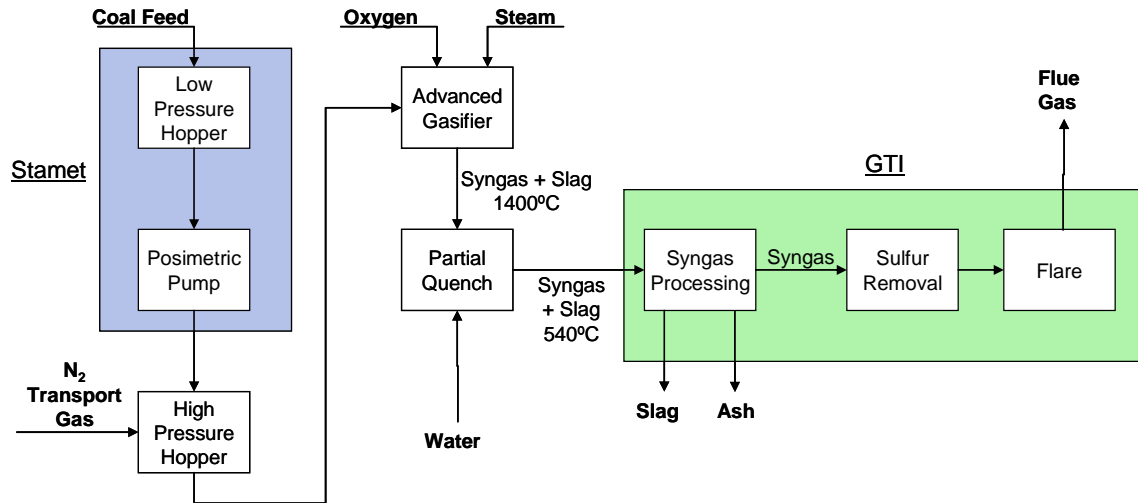 Coal Feed
Oxygen
Steam
Low
Pressure
Hopper
Stamet
Posimetric
Pump
N2
Transport
Gas
High
Pressure
Hopper
Advanced
Gasifier
Syngas + Slag
1400ºC
Partial
Quench
Water
Syngas
+ Slag
540ºC
GTI
Flue
Gas
Syngas
Processing
Syngas
Sulfur
Removal
Flare
Slag
Ash